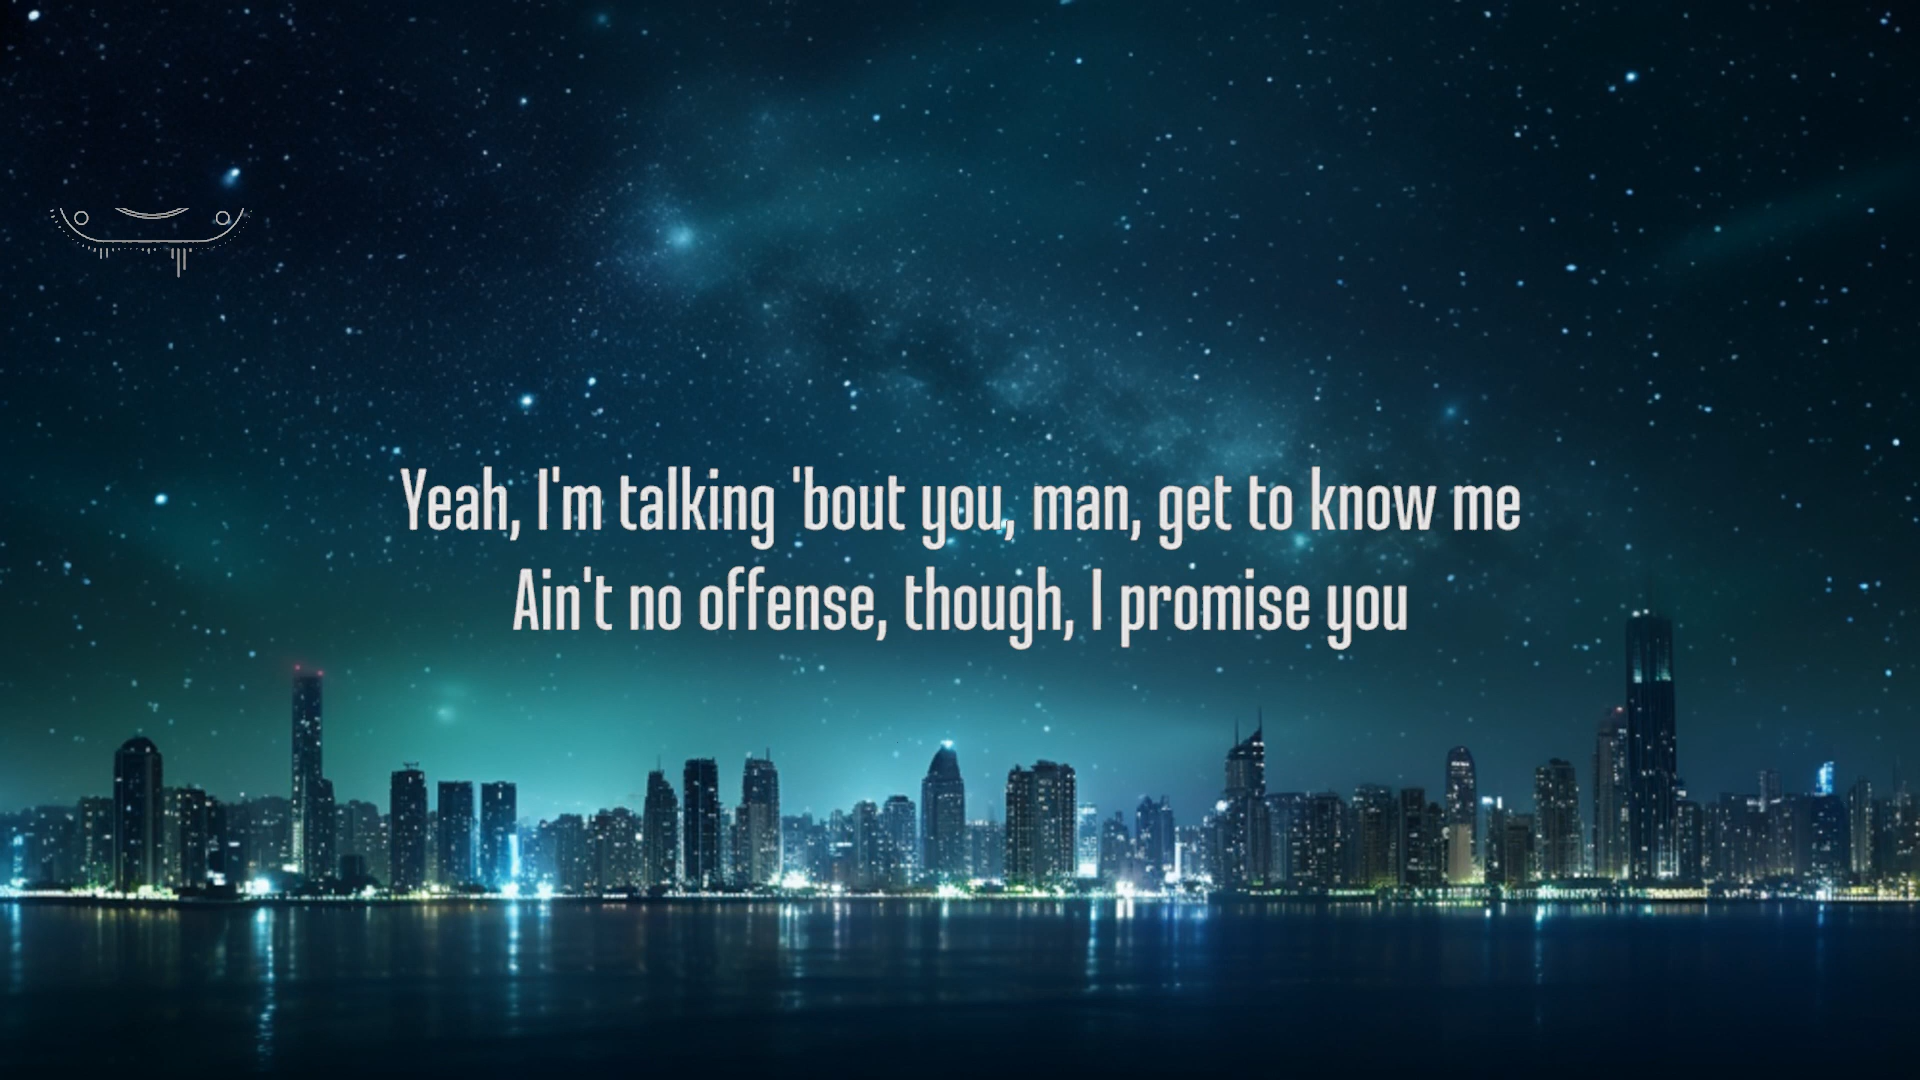 Yeah, I'm talking 'bout you, man, get to know me
Ain't no offense, though, I promise you